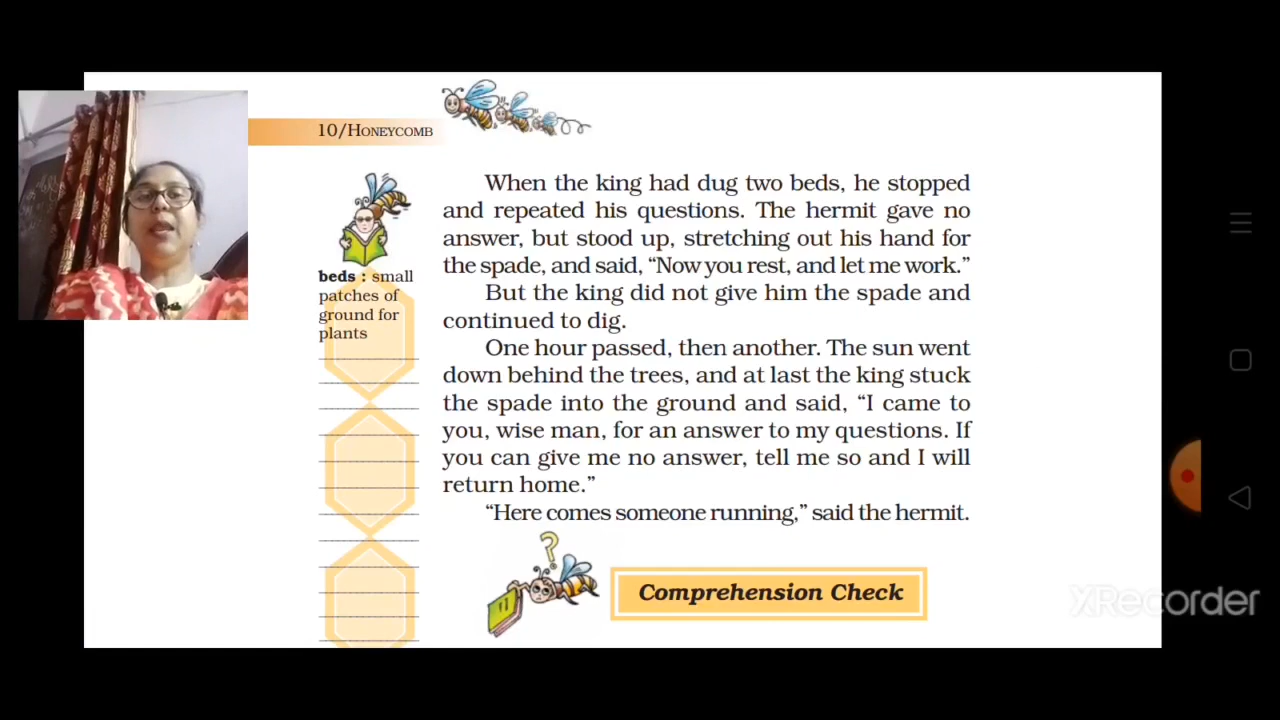 10/HONEYCOMB
When the king had dug two beds, he stopped
and repeated his questions. The hermit gave no
answer, but stood up, stretching out his hand for
the spade, and said, “Now you rest, and let me work.”
But the king did not give him the spade and
continued to dig.
One hour passed, then another. The sun went
down behind the trees, and at last the king stuck
the spade into the ground and said, “I came to
you, wise man, for an answer to my questions. If
you can give me no answer, tell me so and I will
return home.”
“Here comes someone running,” said the hermit.
beds : small
patches of
ground for
plants
?
Comprehension Check
XRecorder